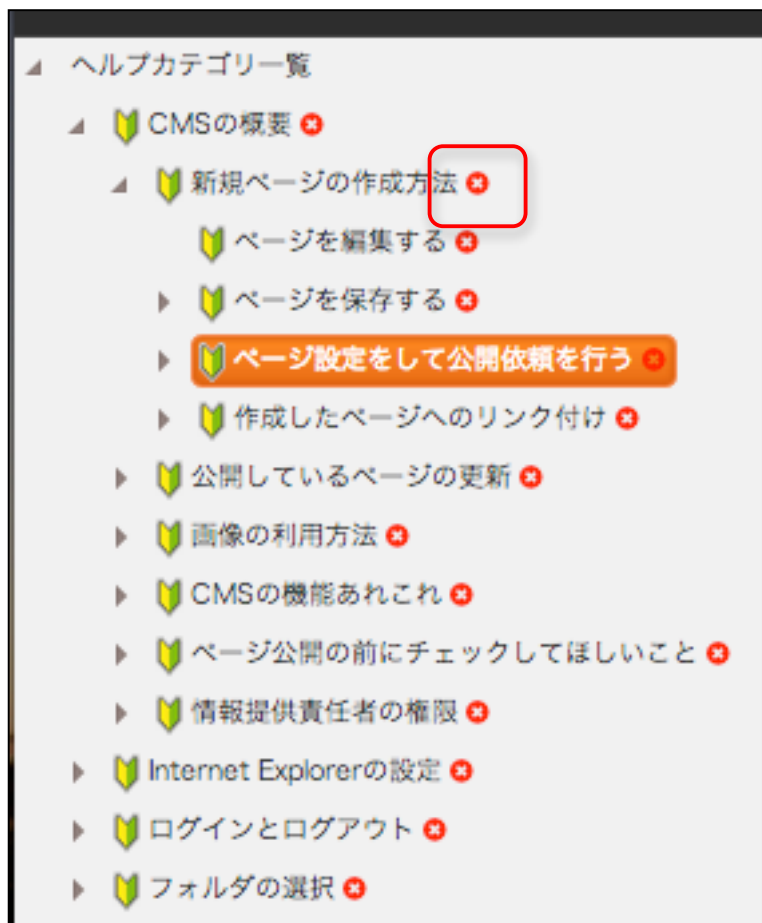 ヘルプカテゴリ一覧
CMSの概要
新規ページの作成方法
ページを編集する
ページを保存する
ページ設定をして公開依頼を行う
作成したページへのリンク付け
公開しているページの更新
画像の利用方法
CMSの機能あれこれ
ページ公開の前にチェックしてほしいこと
情報提供責任者の権限
Internet Explorerの設定
ログインとログアウト
フォルダの選択